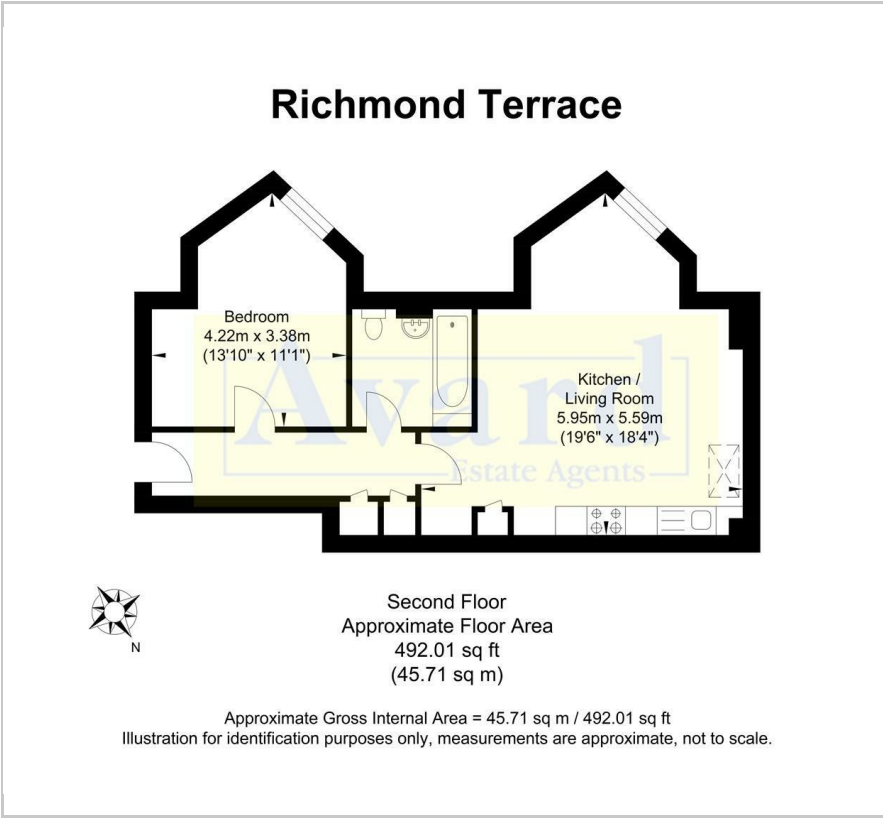 Richmond Terrace
Bedroom
4.22m x 3.38m
(13'10" x 11'1")
Kitchen /
Living Room
5.95m x 5.59m
(19'6" x 18'4")
Avard
Estate Agents
N
Second Floor
Approximate Floor Area
492.01 sq ft
(45.71 sq m)
Approximate Gross Internal Area = 45.71 sq m / 492.01 sq ft
Illustration for identification purposes only, measurements are approximate, not to scale.